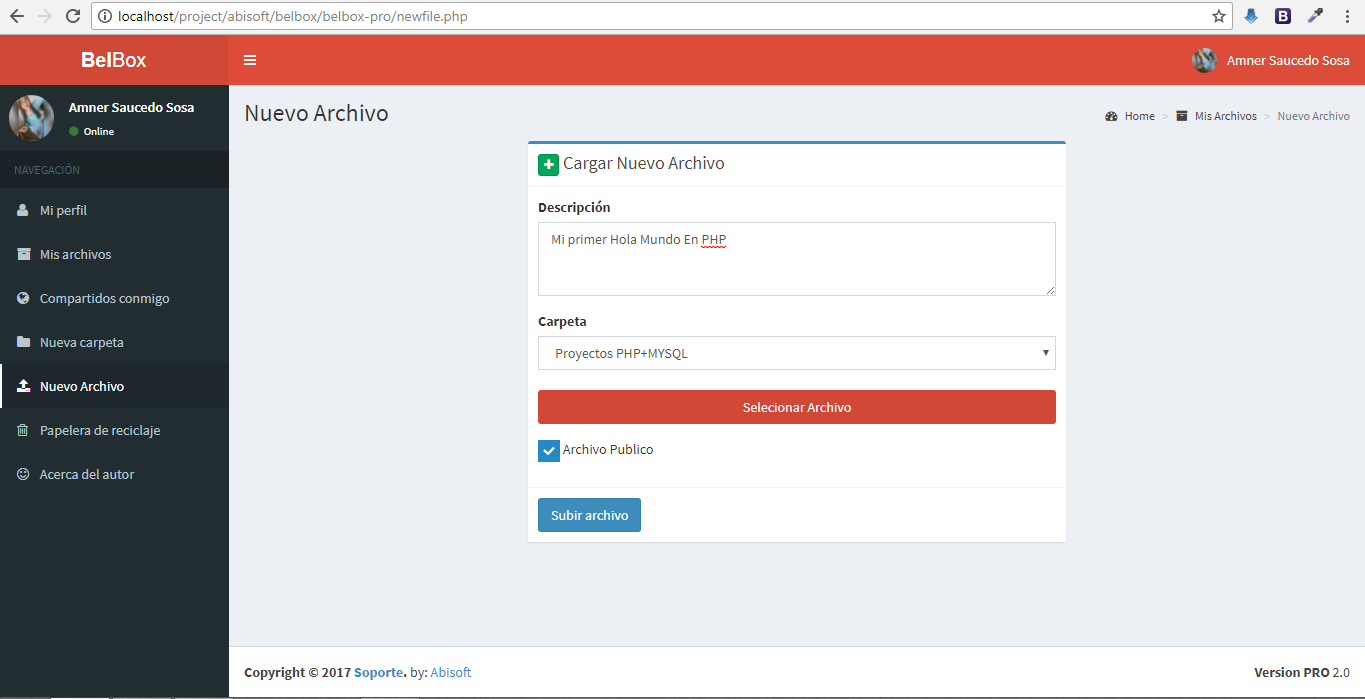 localhost/project/abisoft/belbox/belbox-pro/newfile.php
BelBox
Amner Saucedo Sosa
Amner Saucedo Sosa
Online
Nuevo Archivo
Home > Mis Archivos > Nuevo Archivo
NAVEGACIÓN
Mi perfil
Mis archivos
Compartidos conmigo
Nueva carpeta
Nuevo Archivo
Papelera de reciclaje
Acerca del autor
Cargar Nuevo Archivo
Descripción
Mi primer Hola Mundo En PHP
Carpeta
Proyectos PHP+MYSQL
Selecionar Archivo
Archivo Publico
Subir archivo
Copyright © 2017 Soporte. by: Abisoft
Version PRO 2.0